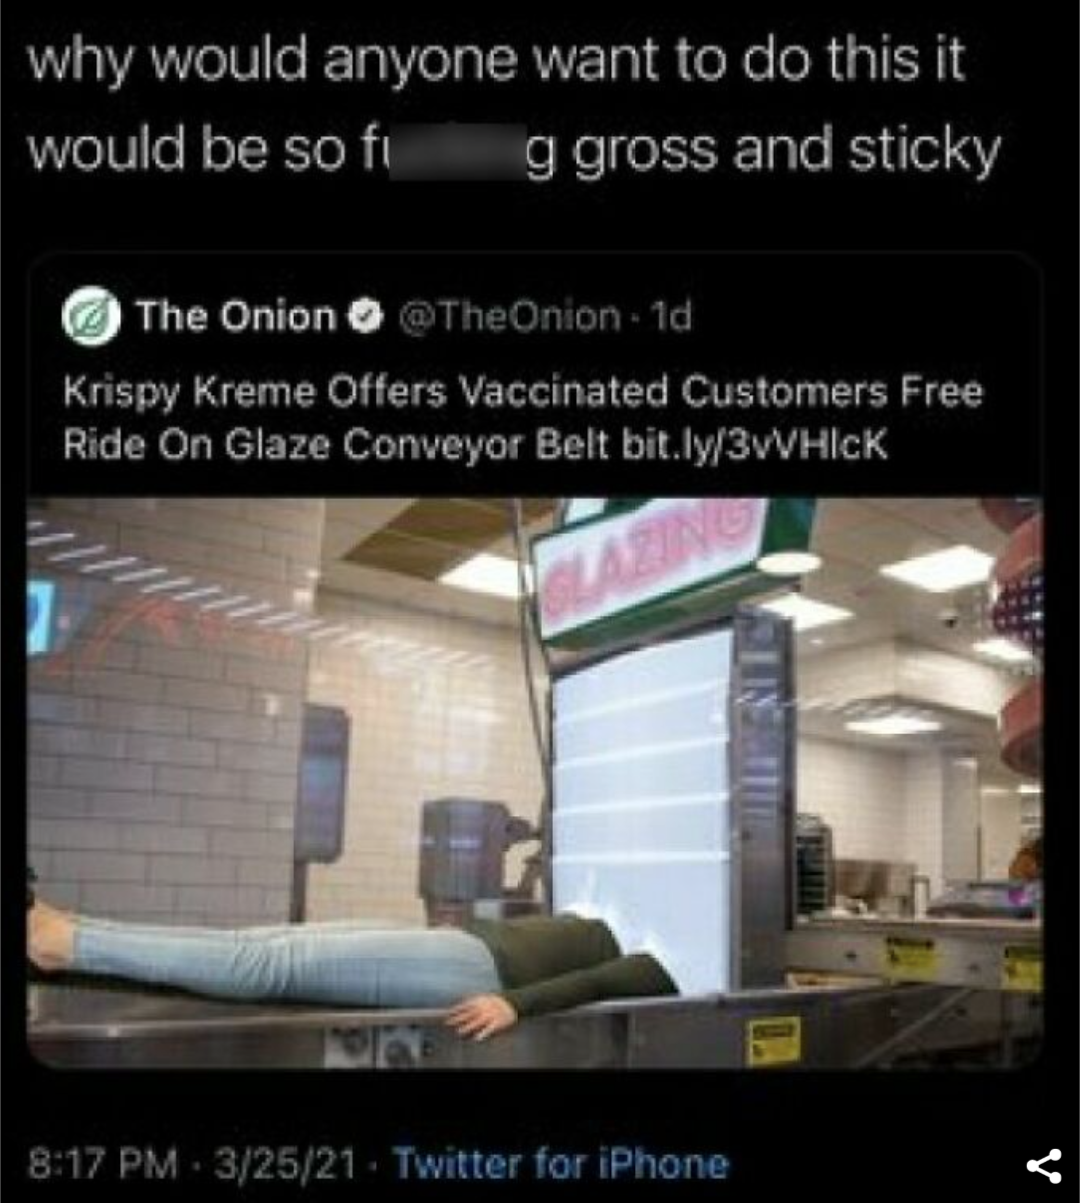 why would anyone want to do this it
would be so fu g gross and sticky
The Onion @TheOnion · 1d
Krispy Kreme Offers Vaccinated Customers Free
Ride On Glaze Conveyor Belt bit.ly/3vVHlcK
GLAZING
8:17 PM · 3/25/21 · Twitter for iPhone